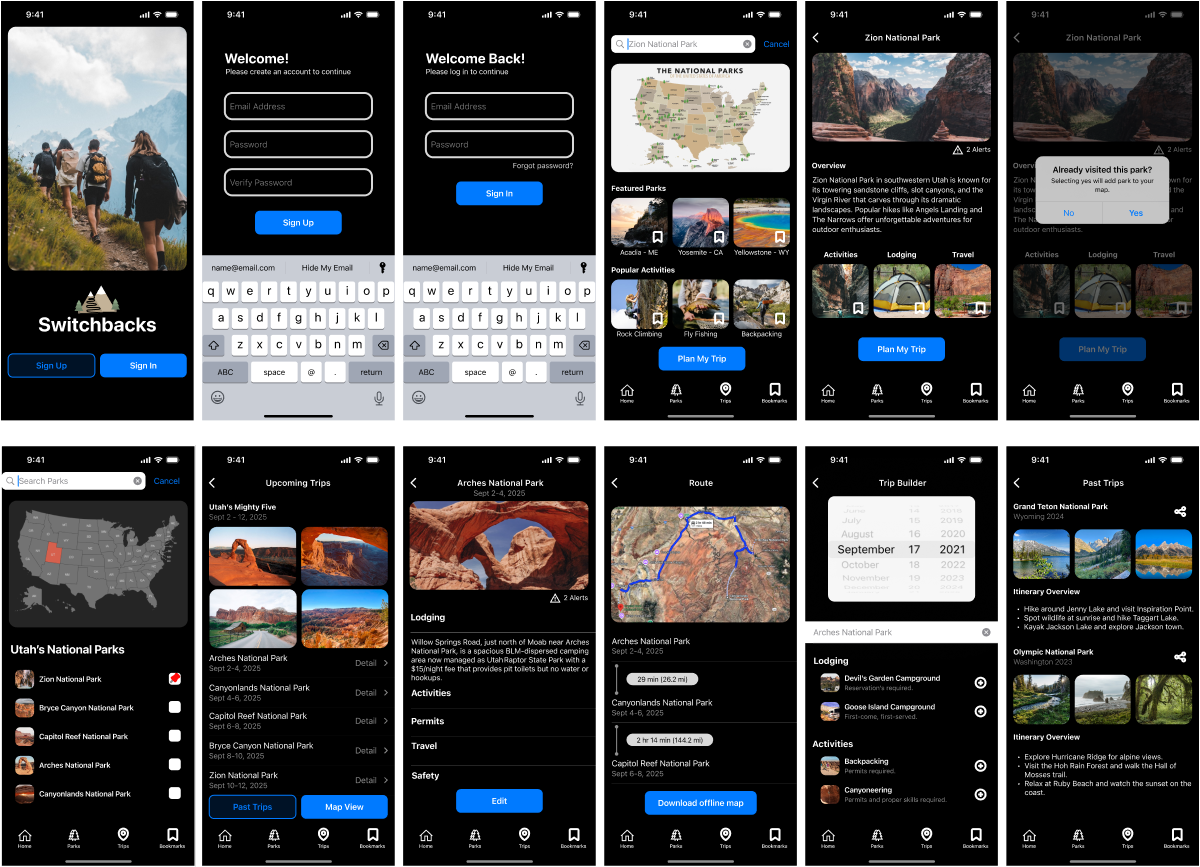 9:41
Switchbacks
Sign Up
Sign In
9:41
Welcome!
Please create an account to continue
Email Address
Password
Verify Password
Sign Up
name@email.com
Hide My Email
q w e r t y u i o p
a s d f g h j k l
z x c v b n m
ABC space @ . return
9:41
Welcome Back!
Please log in to continue
Email Address
Password
Forgot password?
Sign In
name@email.com
Hide My Email
q w e r t y u i o p
a s d f g h j k l
z x c v b n m
ABC space @ . return
9:41
Zion National Park
Cancel
THE NATIONAL PARKS
Featured Parks
Acadia - ME
Yosemite - CA
Yellowstone - WY
Popular Activities
Rock Climbing
Fly Fishing
Backpacking
Plan My Trip
Home
Parks
Trips
Bookmarks
9:41
Zion National Park
2 Alerts
Overview
Zion National Park in southwestern Utah is known for
its towering sandstone cliffs, slot canyons, and the
Virgin River that carves through its dramatic
landscapes. Popular hikes like Angels Landing and
The Narrows offer unforgettable adventures for
outdoor enthusiasts.
Activities
Lodging
Travel
Plan My Trip
Home
Parks
Trips
Bookmarks
9:41
Zion National Park
2 Alerts
Already visited this park?
Selecting yes will add park to your
map.
No
Yes
outdoor enthusiasts.
Activities
Lodging
Travel
Plan My Trip
Home
Parks
Trips
Bookmarks
9:41
Search Parks
Cancel
Utah's National Parks
Zion National Park
Bryce Canyon National Park
Capitol Reef National Park
Arches National Park
Canyonlands National Park
Home
Parks
Trips
Bookmarks
9:41
Upcoming Trips
Utah's Mighty Five
Sept 2 - 12, 2025
Arches National Park
Sept 2-4, 2025
Detail
Canyonlands National Park
Sept 4-6, 2025
Detail
Capitol Reef National Park
Sept 6-8, 2025
Detail
Bryce Canyon National Park
Sept 8-10, 2025
Detail
Zion National Park
Sept 10-12, 2025
Detail
Past Trips
Map View
Home
Parks
Trips
Bookmarks
9:41
Arches National Park
Sept 2-4, 2025
2 Alerts
Lodging
Willow Springs Road, just north of Moab near Arches
National Park, is a spacious BLM-dispersed camping
area now managed as UtahRaptor State Park with a
$15/night fee that provides pit toilets but no water or
hookups.
Activities
Permits
Travel
Safety
Edit
Home
Parks
Trips
Bookmarks
9:41
Route
Arches National Park
Sept 2-4, 2025
29 min (26.2 mi)
Canyonlands National Park
Sept 4-6, 2025
2 hr 14 min (144.2 mi)
Capitol Reef National Park
Sept 6-8, 2025
Download offline map
Home
Parks
Trips
Bookmarks
9:41
Trip Builder
June 14 2018
July 15 2019
August 16 2020
September 17 2021
October 18 2022
November 19 2023
Arches National Park
Lodging
Devil's Garden Campground
Reservation's required.
Goose Island Campground
First-come, first-served.
Activities
Backpacking
Permits required.
Canyoneering
Permits and proper skills required.
Home
Parks
Trips
Bookmarks
9:41
Past Trips
Grand Teton National Park
Wyoming 2024
Itinerary Overview
• Hike around Jenny Lake and visit Inspiration Point.
• Spot wildlife at sunrise and hike Taggart Lake.
• Kayak Jackson Lake and explore Jackson town.
Olympic National Park
Washington 2023
Itinerary Overview
• Explore Hurricane Ridge for alpine views.
• Visit the Hoh Rain Forest and walk the Hall of
Mosses trail.
• Relax at Ruby Beach and watch the sunset on the
coast.
Home
Parks
Trips
Bookmarks